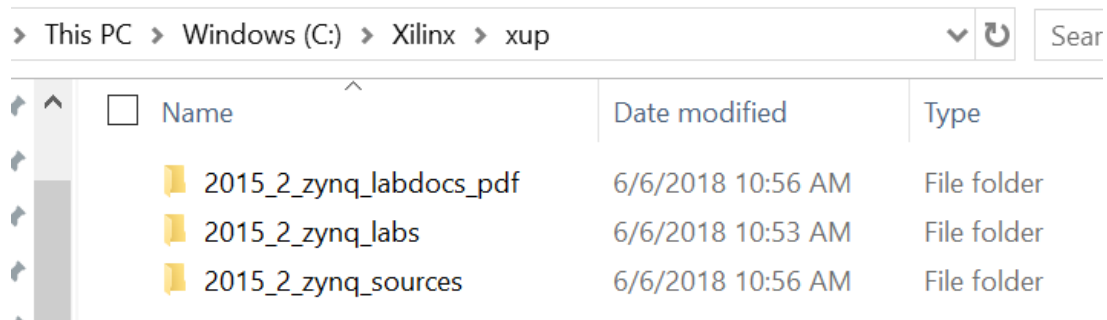 > This PC > Windows (C:) > Xilinx > xup Sear
Name Date modified Type
2015_2_zynq_labdocs_pdf 6/6/2018 10:56 AM File folder
2015_2_zynq_labs 6/6/2018 10:53 AM File folder
2015_2_zynq_sources 6/6/2018 10:56 AM File folder